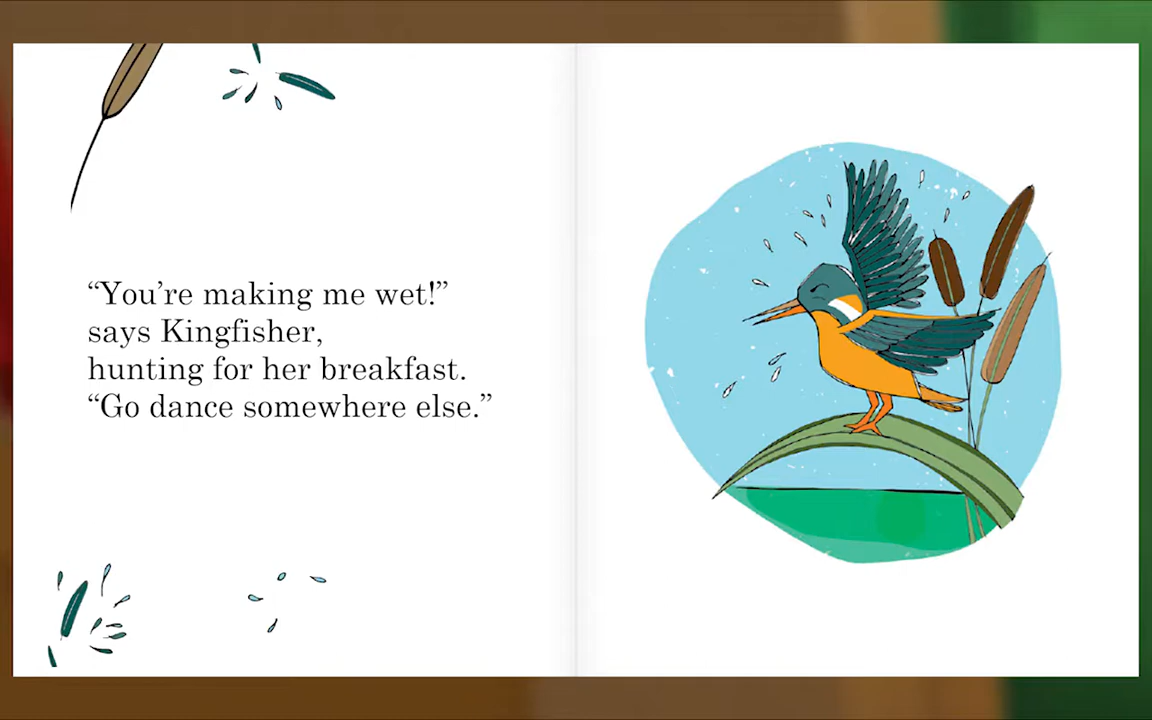 “You’re making me wet!”
says Kingfisher,
hunting for her breakfast.
“Go dance somewhere else.”